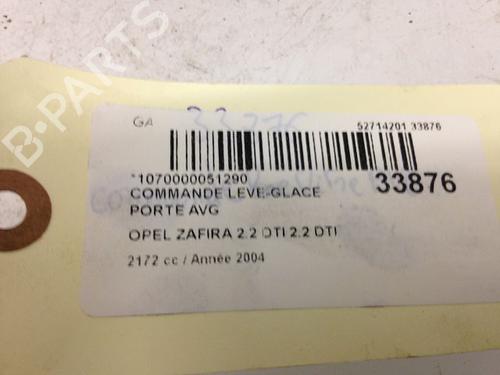 GA 52714201 33876
*1070000051290
33876
COMMANDE LEVE-GLACE
PORTE AVG
OPEL ZAFIRA 2.2 DTI 2.2 DTI
2172 cc / Année 2004
B-PARTS